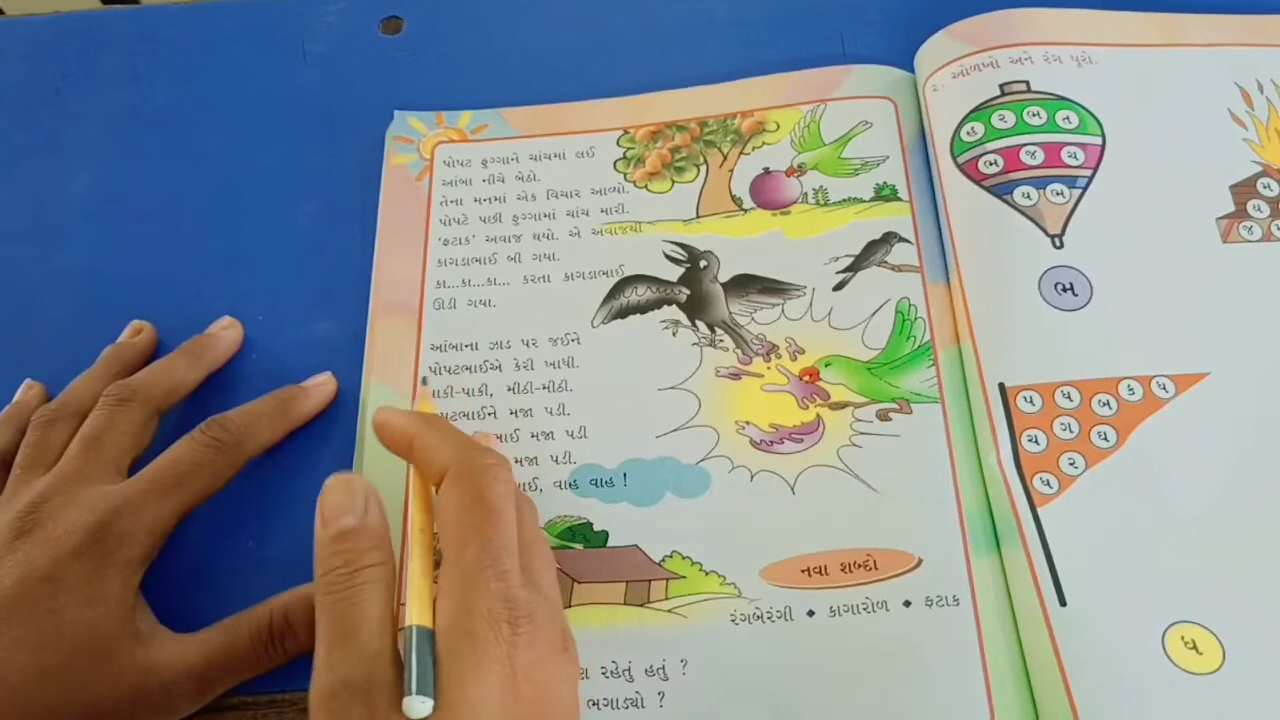 પોપટ ફુગ્ગાને ચાંચમાં લઈ
આંબા નીચે બેઠો.
તેના મનમાં એક વિચાર આવ્યો.
પોપટે પછી ફુગ્ગામાં ચાંચ મારી.
‘ફટાક’ અવાજ થયો. એ અવાજથી
કાગડાભાઈ બી ગયા.
કા...કા...કા... કરતા કાગડાભાઈ
ઊડી ગયા.
આંબાના ઝાડ પર જઈને
પોપટભાઈએ કેરી ખાધી.
પાકી-પાકી, મીઠી-મીઠી.
મજા પડી.
મજા પડી
મજા પડી.
વાહ વાહ !
નવા શબ્દો
રંગબેરંગી ◆ કાગારોળ ◆ ફટાક
રહેતું હતું ?
ભગાડ્યો ?
૨. ઓળખો અને રંગ પૂરો.
હ ર ભ ત
ભ જ ચ
ય ભ
ભ
મ
ય
જ
પ ધ બ ક ધ
ચ ગ ઘ
ધ ર
ધ